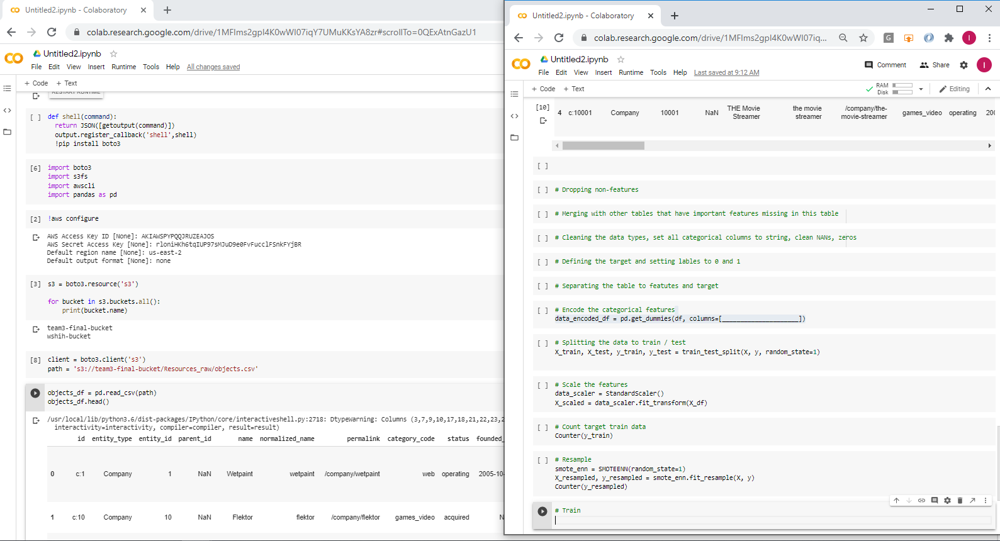 Untitled2.ipynb - Colaboratory
colab.research.google.com/drive/1MFIms2gpI4K0wWI07iqY7UMuKKsYA8zr#scrollTo=0QExAtnGazU1
Untitled2.ipynb
File Edit View Insert Runtime Tools Help All changes saved
+ Code + Text
RESTART RUNTIME
[ ] def shell(command):
return JSON([getoutput(command)])
output.register_callback('shell',shell)
!pip install boto3
[6] import boto3
import s3fs
import awscli
import pandas as pd
[2] !aws configure
AWS Access Key ID [None]:
AWS Secret Access Key [None]:
Default region name [None]: us-east-2
Default output format [None]: none
[3] s3 = boto3.resource('s3')
for bucket in s3.buckets.all():
print(bucket.name)
team3-final-bucket
wshih-bucket
[8] client = boto3.client('s3')
path = 's3://team3-final-bucket/Resources_raw/objects.csv'
objects_df = pd.read_csv(path)
objects_df.head()
/usr/local/lib/python3.6/dist-packages/IPython/core/interactiveshell.py:2718: DtypeWarning: Columns (3,7,9,10,17,18,21,22,23,2
interactivity=interactivity, compiler=compiler, result=result)
id entity_type entity_id parent_id name normalized_name permalink category_code status founded_
0 c:1 Company 1 NaN Wetpaint wetpaint /company/wetpaint web operating 2005-10-
1 c:10 Company 10 NaN Flektor flektor /company/flektor games_video acquired N
Untitled2.ipynb - Colaboratory
colab.research.google.com/drive/1MFIms2gpI4K0wWI07iq...
G
I
Untitled2.ipynb
File Edit View Insert Runtime Tools Help Last saved at 9:12 AM
Comment Share I
+ Code + Text
RAM
Disk
Editing
[10] 4 c:10001 Company 10001 NaN THE Movie Streamer the movie streamer /company/the-movie-streamer games_video operating 200
[ ]
[ ] # Dropping non-features
[ ] # Merging with other tables that have important features missing in this table
[ ] # Cleaning the data types, set all categorical columns to string, clean NANs, zeros
[ ] # Defining the target and setting lables to 0 and 1
[ ] # Separating the table to featutes and target
[ ] # Encode the categorical features
data_encoded_df = pd.get_dummies(df, columns=[_____________________])
[ ] # Splitting the data to train / test
X_train, X_test, y_train, y_test = train_test_split(X, y, random_state=1)
[ ] # Scale the features
data_scaler = StandardScaler()
X_scaled = data_scaler.fit_transform(X_df)
[ ] # Count target train data
Counter(y_train)
[ ] # Resample
smote_enn = SMOTEENN(random_state=1)
X_resampled, y_resampled = smote_enn.fit_resample(X, y)
Counter(y_resampled)
# Train